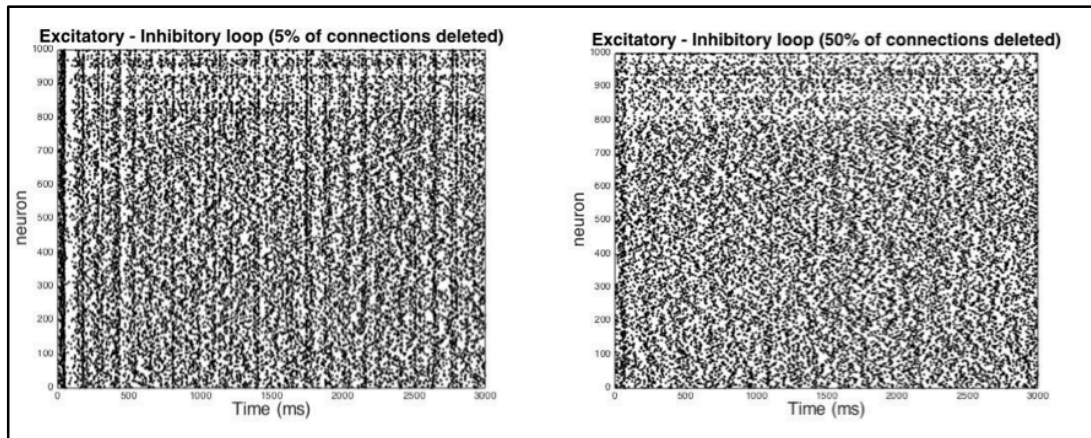 Excitatory - Inhibitory loop (5% of connections deleted)
1000
900
800
700
600
500
400
300
200
100
0
neuron
0 500 1000 1500 2000 2500 3000
Time (ms)
Excitatory - Inhibitory loop (50% of connections deleted)
1000
900
800
700
600
500
400
300
200
100
0
neuron
0 500 1000 1500 2000 2500 3000
Time (ms)